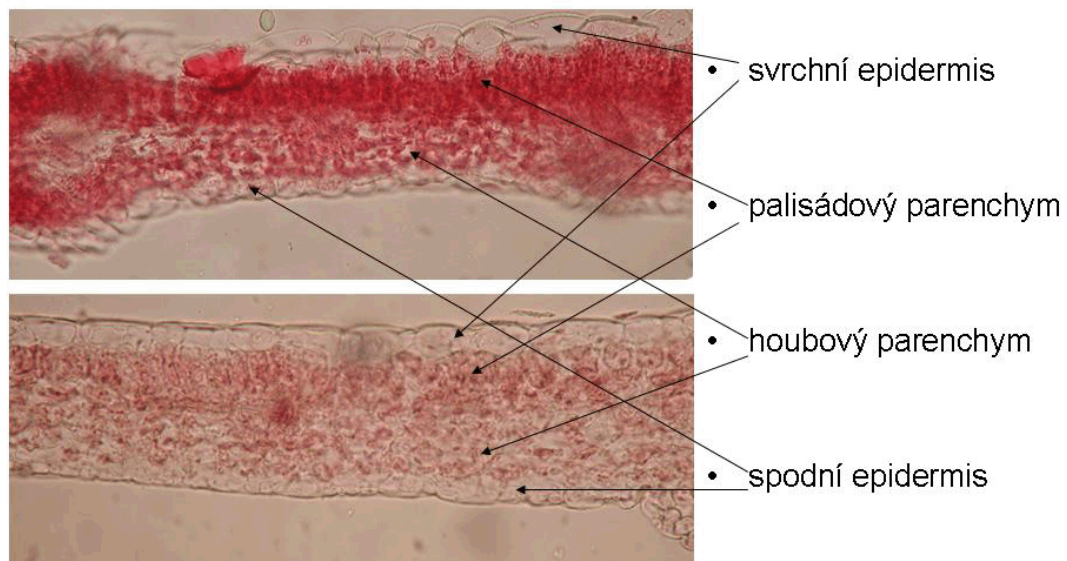 • svrchní epidermis
• palisádový parenchym
• houbový parenchym
• spodní epidermis